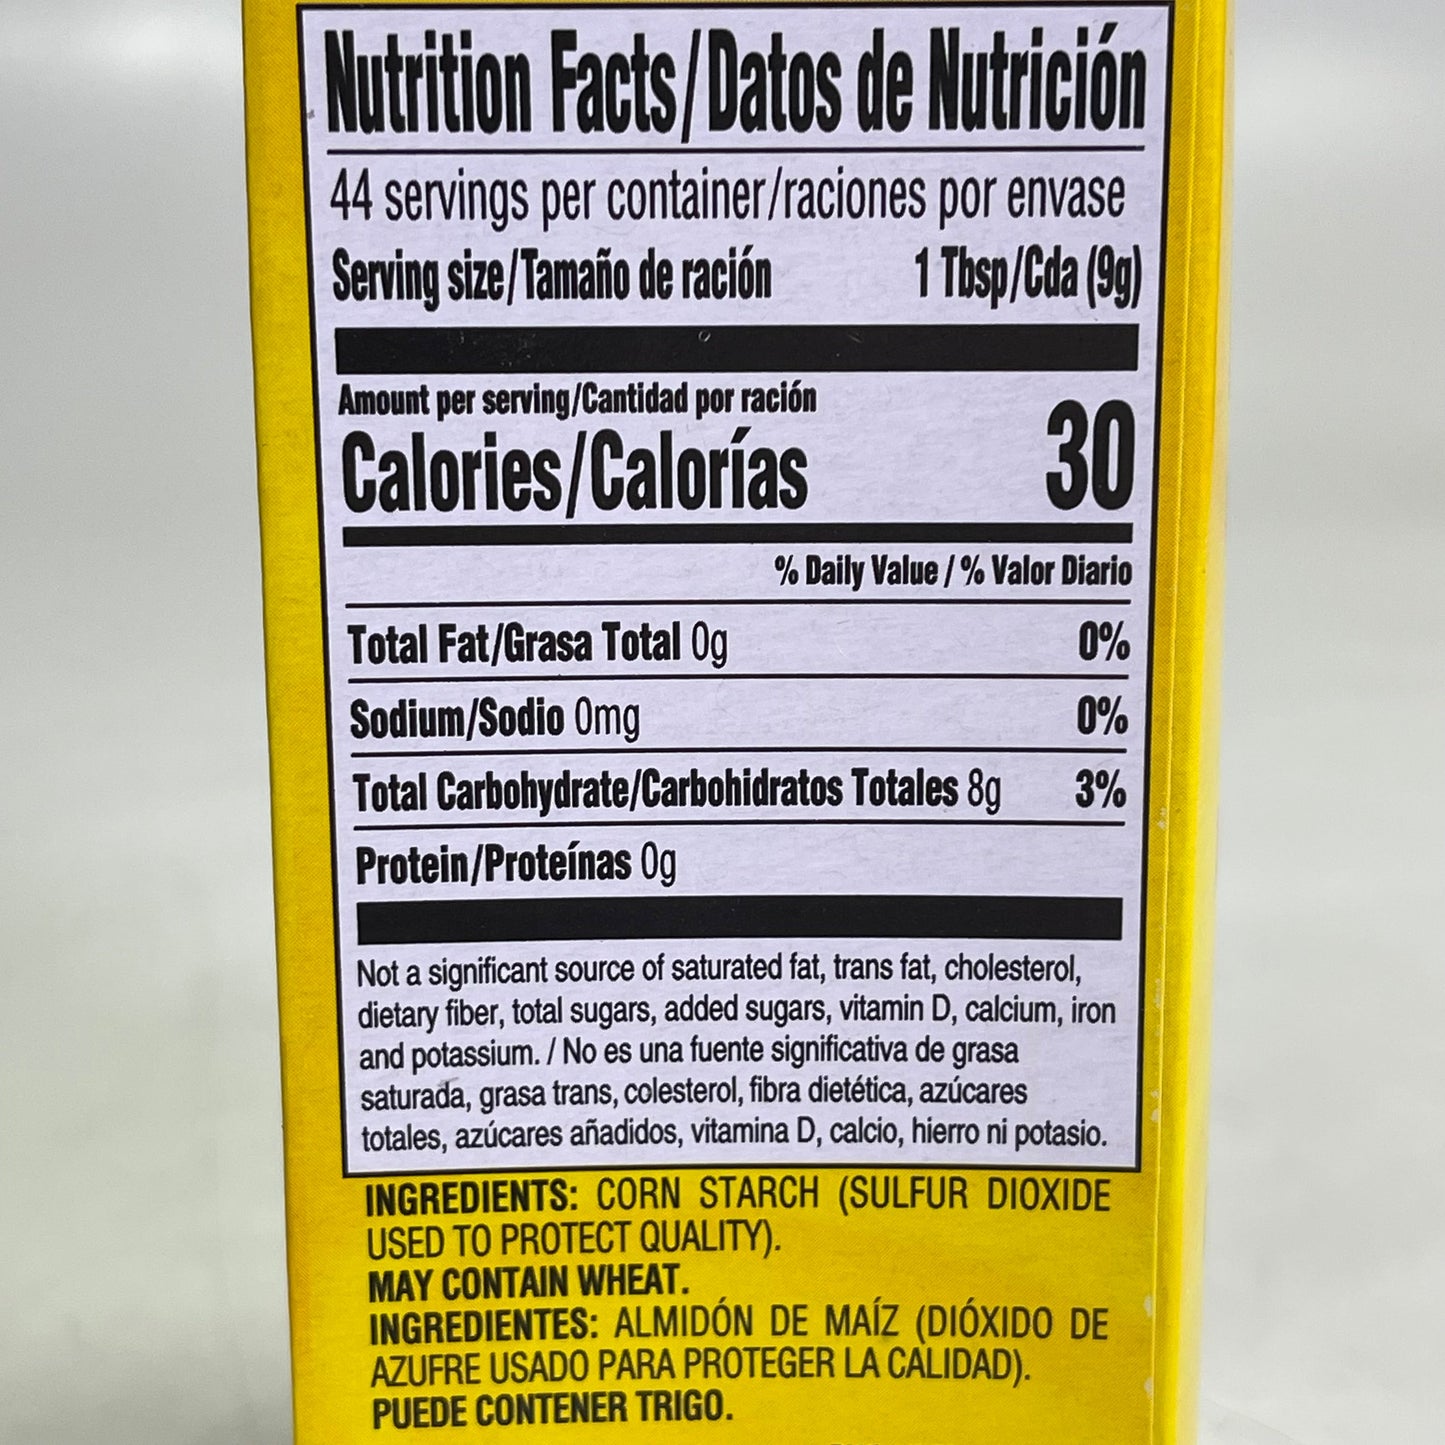 Nutrition Facts/Datos de Nutrición
44 servings per container/raciones por envase
Serving size/Tamaño de ración 1 Tbsp/Cda (9g)
Amount per serving/Cantidad por ración
Calories/Calorías 30
% Daily Value / % Valor Diario
Total Fat/Grasa Total 0g 0%
Sodium/Sodio 0mg 0%
Total Carbohydrate/Carbohidratos Totales 8g 3%
Protein/Proteínas 0g
Not a significant source of saturated fat, trans fat, cholesterol,
dietary fiber, total sugars, added sugars, vitamin D, calcium, iron
and potassium. / No es una fuente significativa de grasa
saturada, grasa trans, colesterol, fibra dietética, azúcares
totales, azúcares añadidos, vitamina D, calcio, hierro ni potasio.
INGREDIENTS: CORN STARCH (SULFUR DIOXIDE
USED TO PROTECT QUALITY).
MAY CONTAIN WHEAT.
INGREDIENTES: ALMIDÓN DE MAÍZ (DIÓXIDO DE
AZUFRE USADO PARA PROTEGER LA CALIDAD).
PUEDE CONTENER TRIGO.